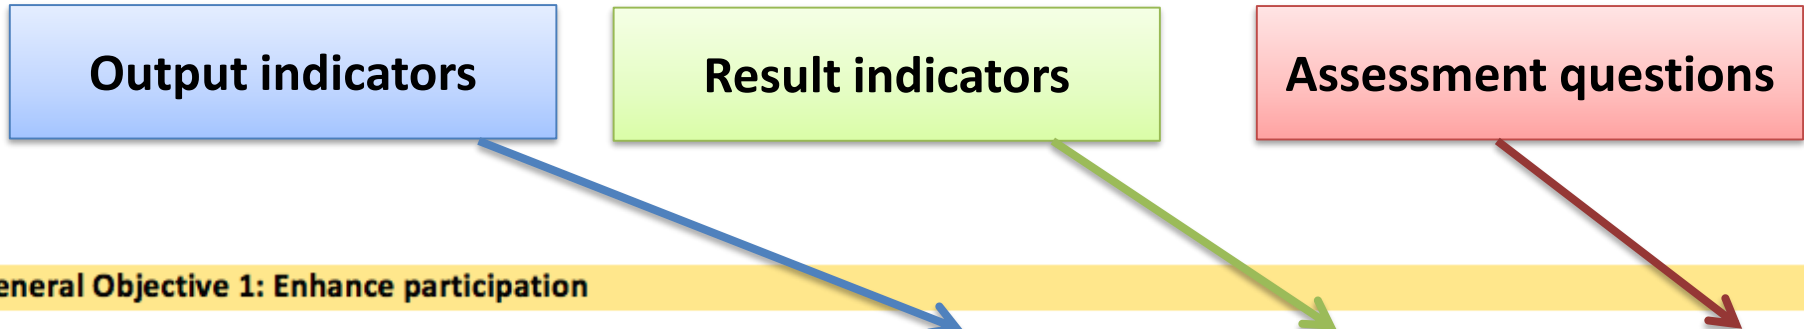 Output indicators
Result indicators
Assessment questions
eneral Objective 1: Enhance participation